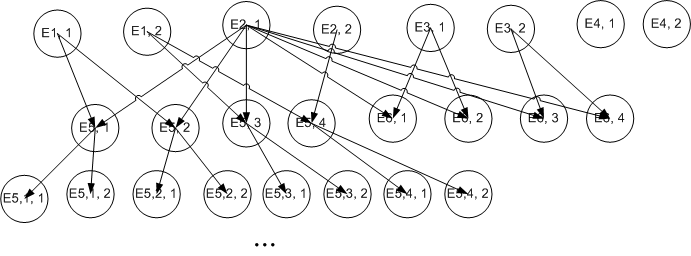 E1, 1
E1, 2
E2, 1
E2, 2
E3, 1
E3, 2
E4, 1
E4, 2
E5, 1
E5, 2
E5, 3
E5, 4
E6, 1
E6, 2
E6, 3
E6, 4
E5,1, 1
E5,1, 2
E5,2, 1
E5,2, 2
E5,3, 1
E5,3, 2
E5,4, 1
E5,4, 2
...